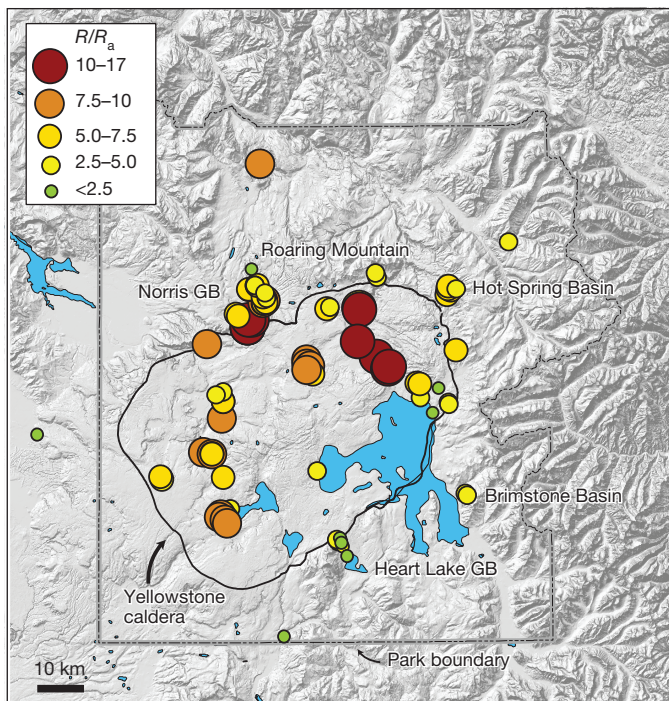 R/Ra
10–17
7.5–10
5.0–7.5
2.5–5.0
<2.5
Roaring Mountain
Norris GB
Hot Spring Basin
Brimstone Basin
Heart Lake GB
Yellowstone
caldera
Park boundary
10 km